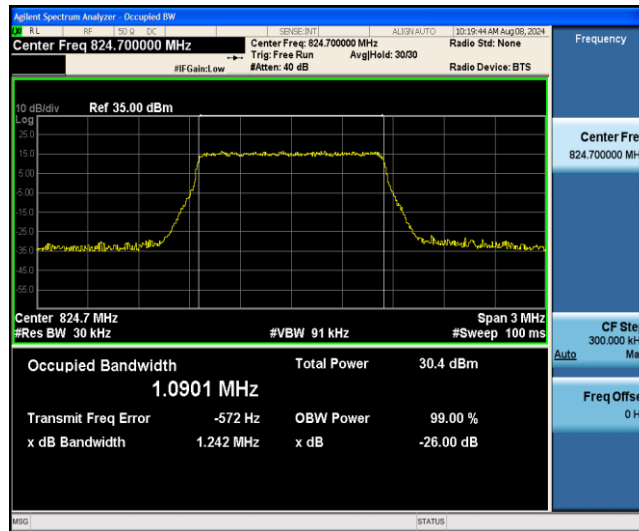 Agilent Spectrum Analyzer - Occupied BW
RL RF 50 Ω DC SENSE:INT ALIGN AUTO 10:19:44 AM Aug 08, 2024
Center Freq 824.700000 MHz
Center Freq: 824.700000 MHz
Radio Std: None
Trig: Free Run Avg|Hold: 30/30
#IFGain:Low #Atten: 40 dB
Radio Device: BTS
Frequency
10 dB/div Ref 35.00 dBm
Log
25.0
15.0
5.00
-5.00
-15.0
-25.0
-35.0
-45.0
-55.0
Center 824.7 MHz Span 3 MHz
#Res BW 30 kHz #VBW 91 kHz #Sweep 100 ms
Occupied Bandwidth Total Power 30.4 dBm
1.0901 MHz
Transmit Freq Error -572 Hz OBW Power 99.00 %
x dB Bandwidth 1.242 MHz x dB -26.00 dB
Center Fre
824.700000 MH
CF Ste
300.000 kH
Auto Ma
Freq Offse
0 H
MSG STATUS